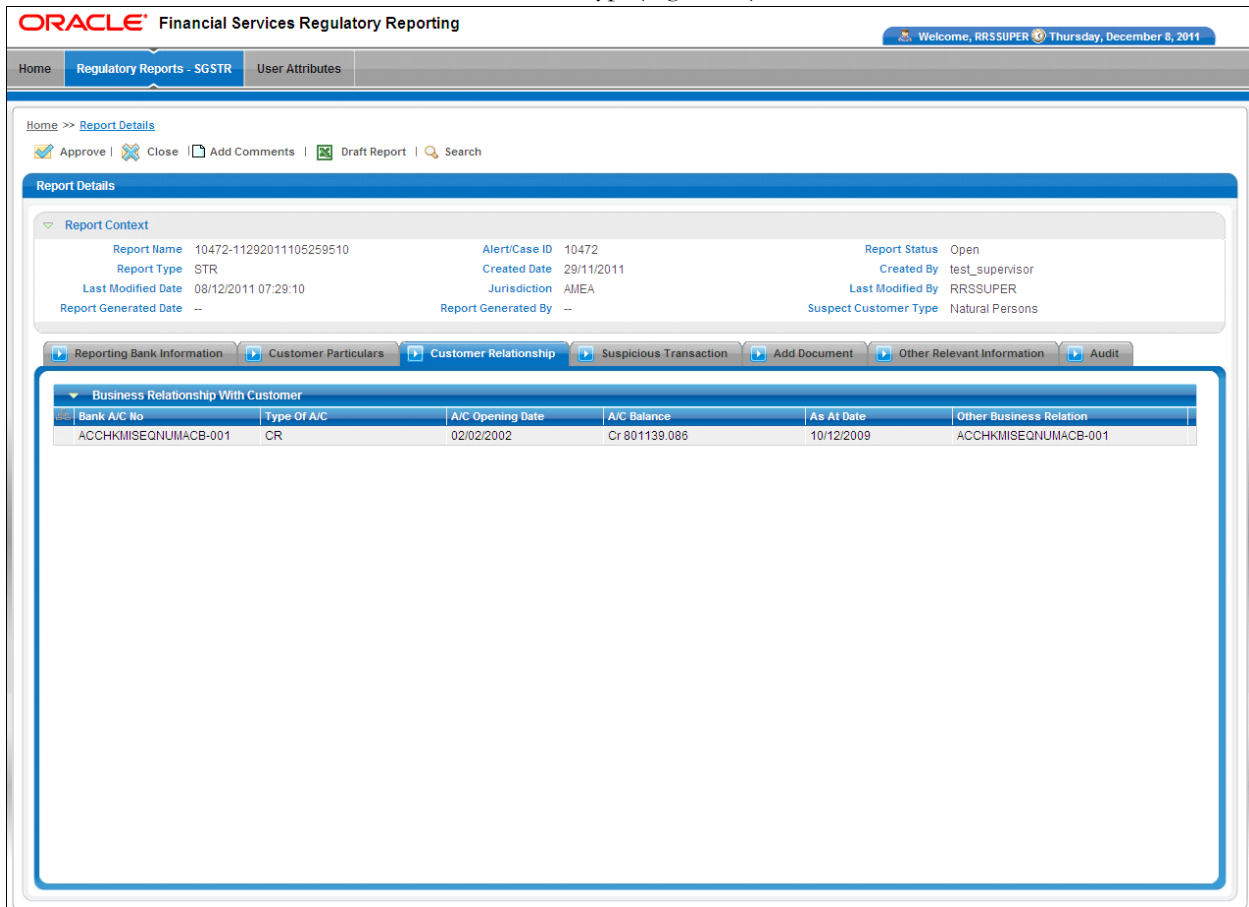 ORACLE® Financial Services Regulatory Reporting
Welcome, RRSSUPER Thursday, December 8, 2011
Home Regulatory Reports - SGSTR User Attributes
Home >> Report Details
Approve | Close | Add Comments | Draft Report | Search
Report Details
Report Context
Report Name 10472-11292011105259510 Alert/Case ID 10472 Report Status Open
Report Type STR Created Date 29/11/2011 Created By test_supervisor
Last Modified Date 08/12/2011 07:29:10 Jurisdiction AMEA Last Modified By RRSSUPER
Report Generated Date -- Report Generated By -- Suspect Customer Type Natural Persons
Reporting Bank Information Customer Particulars Customer Relationship Suspicious Transaction Add Document Other Relevant Information Audit
Business Relationship With Customer
Bank A/C No Type Of A/C A/C Opening Date A/C Balance As At Date Other Business Relation
ACCHKMISEQNUMACB-001 CR 02/02/2002 Cr 801139.086 10/12/2009 ACCHKMISEQNUMACB-001